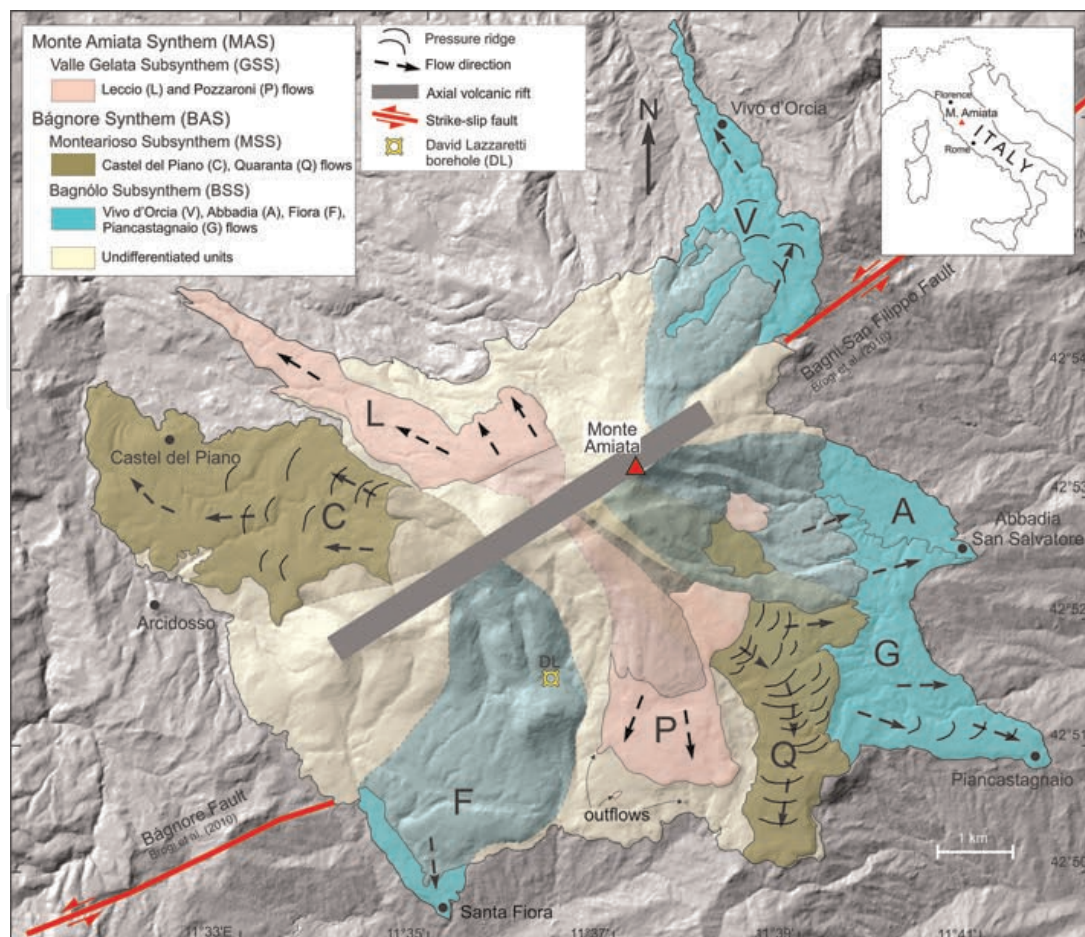 Monte Amiata Synthem (MAS)
Valle Gelata Subsynthem (GSS)
Leccio (L) and Pozzaroni (P) flows
Bágnore Synthem (BAS)
Montearioso Subsynthem (MSS)
Castel del Piano (C), Quaranta (Q) flows
Bagnólo Subsynthem (BSS)
Vivo d'Orcia (V), Abbadia (A), Fiora (F),
Piancastagnaio (G) flows
Undifferentiated units
Pressure ridge
Flow direction
Axial volcanic rift
Strike-slip fault
David Lazzaretti
borehole (DL)
N
Florence
M. Amiata
Rome
ITALY
Vivo d'Orcia
V
Bagni San Filippo Fault
Brogi et al. (2010)
42°54'
L
Monte
Amiata
Castel del Piano
C
42°53'
A
Abbadia
San Salvatore
Arcidosso
42°52'
DL
G
P
Q
42°51'
Piancastagnaio
F
outflows
Bágnore Fault
Brogi et al. (2010)
1 km
42°50'
Santa Fiora
11°33'E
11°35'
11°37'
11°39'
11°41'